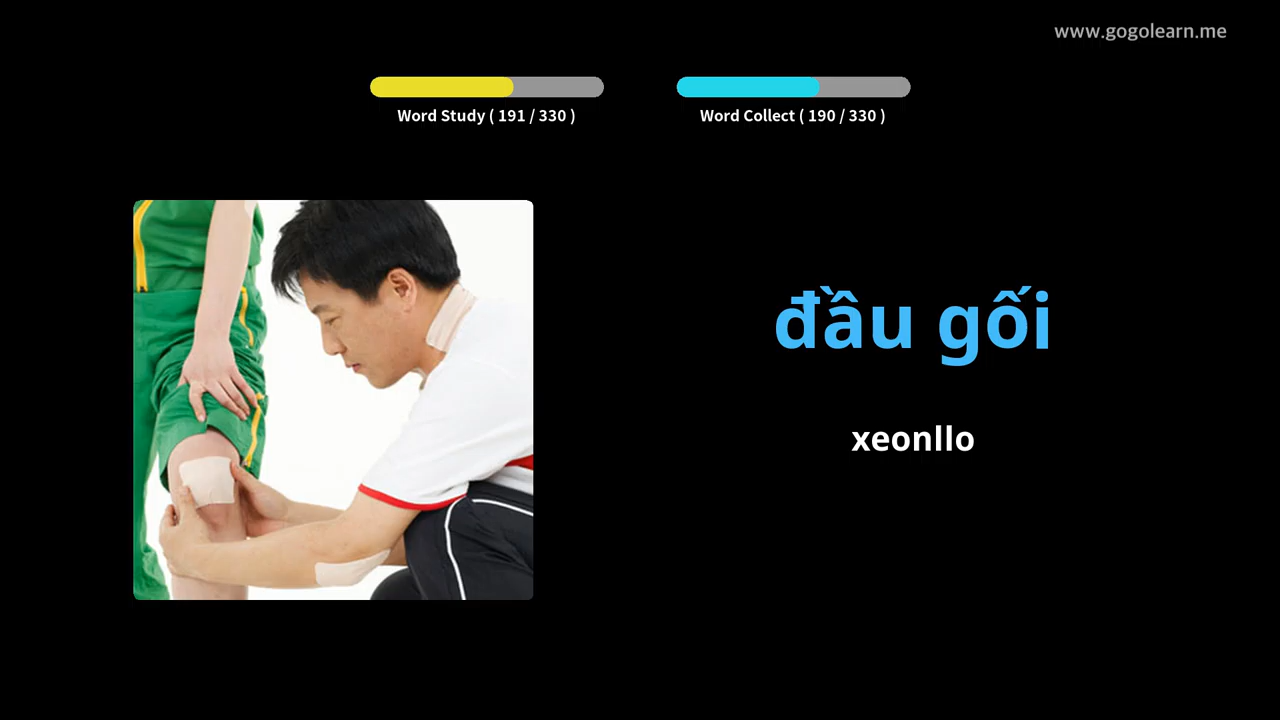 www.gogolearn.me
Word Study ( 191 / 330 )
Word Collect ( 190 / 330 )
đầu gối
xeonllo